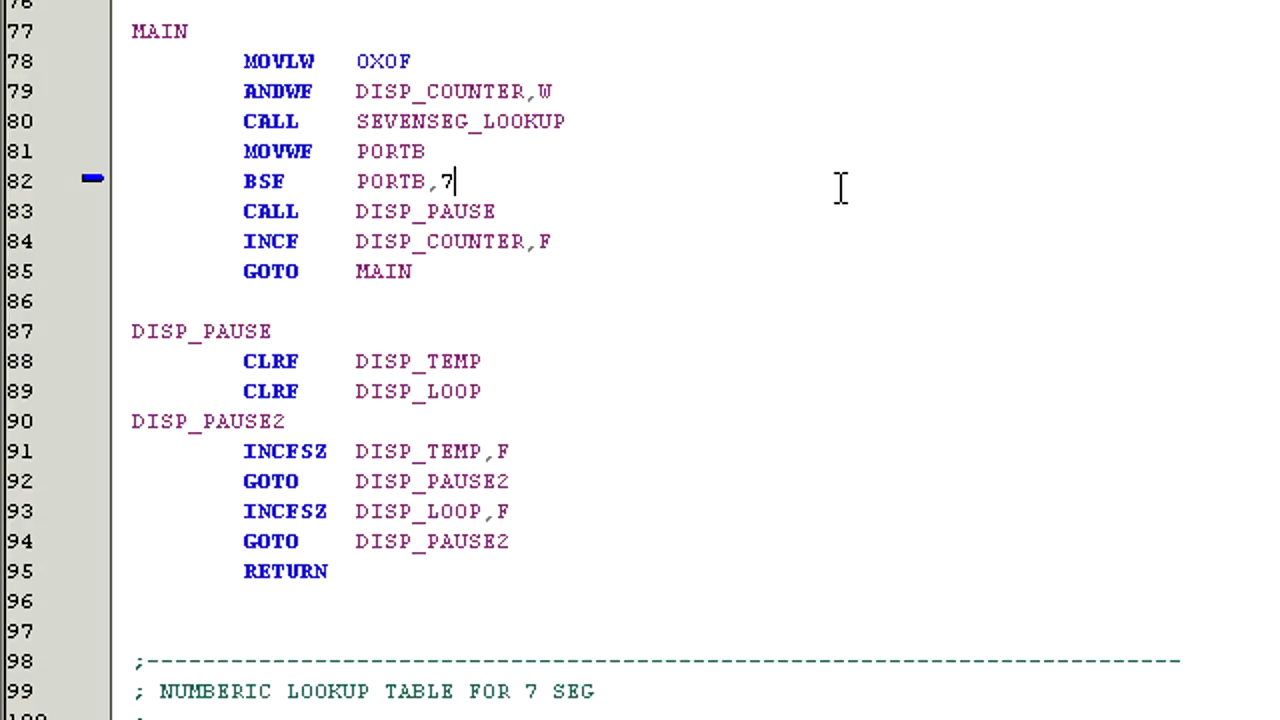 76
77 MAIN
78 MOVLW 0X0F
79 ANDWF DISP_COUNTER,W
80 CALL SEVENSEG_LOOKUP
81 MOVWF PORTB
82 BSF PORTB,7
83 CALL DISP_PAUSE
84 INCF DISP_COUNTER,F
85 GOTO MAIN
86
87 DISP_PAUSE
88 CLRF DISP_TEMP
89 CLRF DISP_LOOP
90 DISP_PAUSE2
91 INCFSZ DISP_TEMP,F
92 GOTO DISP_PAUSE2
93 INCFSZ DISP_LOOP,F
94 GOTO DISP_PAUSE2
95 RETURN
96
97
98 ;--------------------------------------------------------------------------
99 ; NUMBERIC LOOKUP TABLE FOR 7 SEG
100 ;